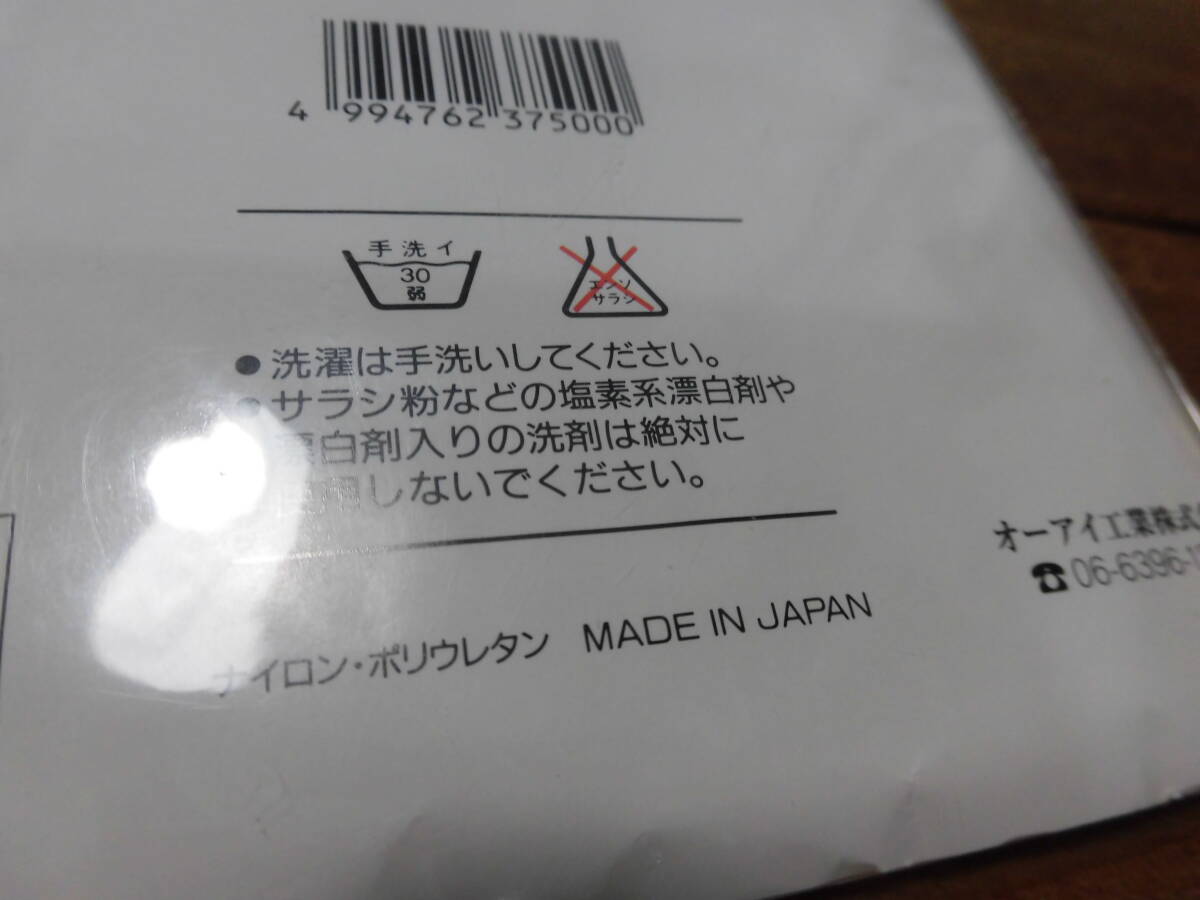 4 994762 375000
手洗イ
30
弱
エンソ
サラシ
● 洗濯は手洗いしてください。
● サラシ粉などの塩素系漂白剤や
漂白剤入りの洗剤は絶対に
使用しないでください。
オーアイ工業株式
☎06-6396-1
ナイロン・ポリウレタン MADE IN JAPAN